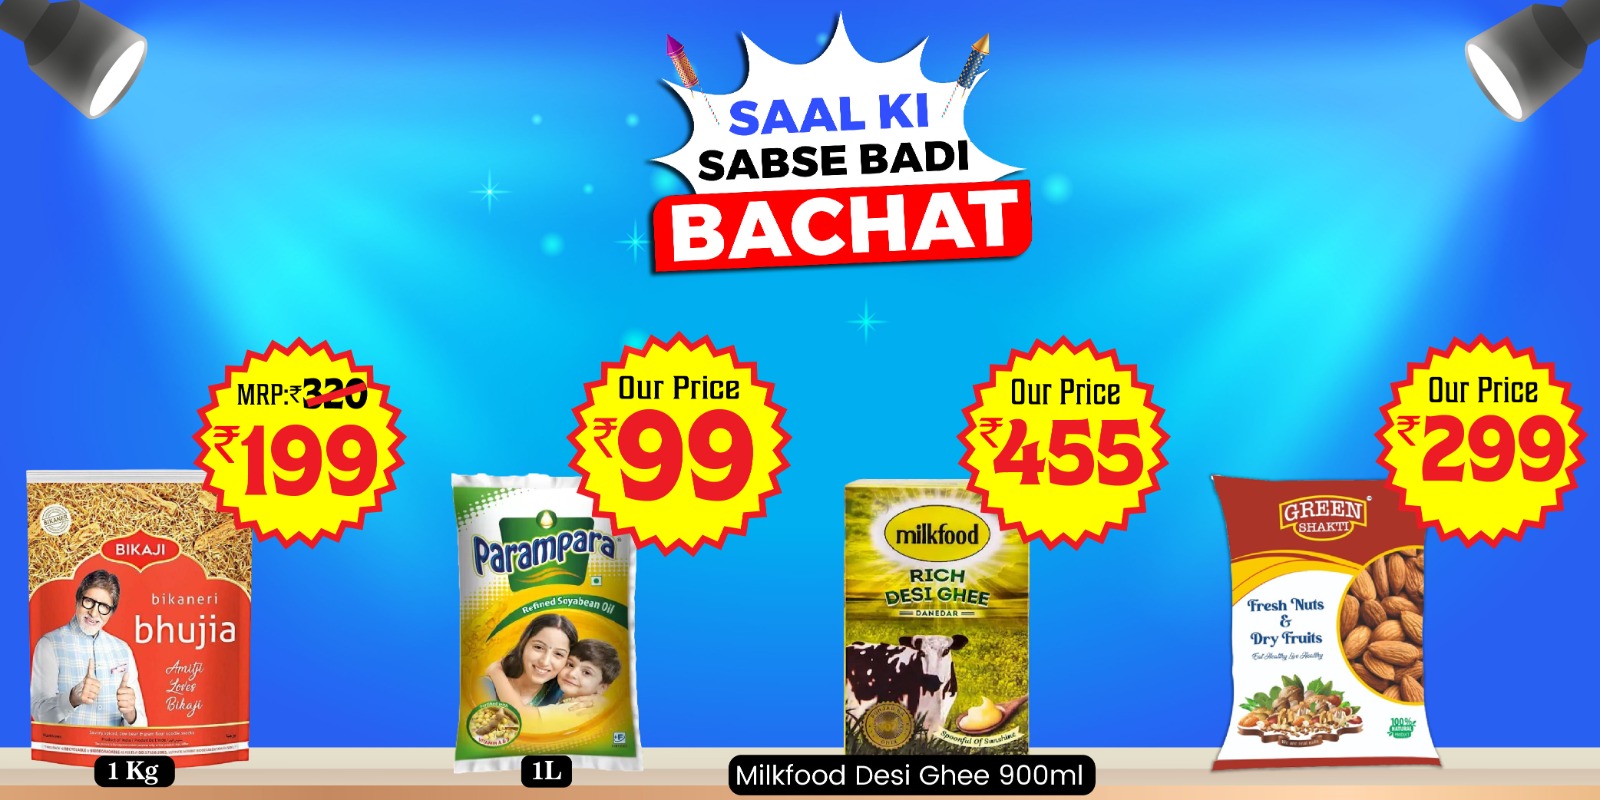 SAAL KI
SABSE BADI
BACHAT
MRP:₹320
₹199
Our Price
₹99
Our Price
₹455
Our Price
₹299
BIKAJI
bikaneri
bhujia
Amitji
Loves
Bikaji
1 Kg
Parampara
Refined Soyabean Oil
1L
milkfood
RICH
DESI GHEE
DANEDAR
Spoonful Of Sunshine
Milkfood Desi Ghee 900ml
GREEN
SHAKTI
Fresh Nuts
&
Dry Fruits
Eat Healthy Live Healthy
100%
NATURAL
PRODUCT